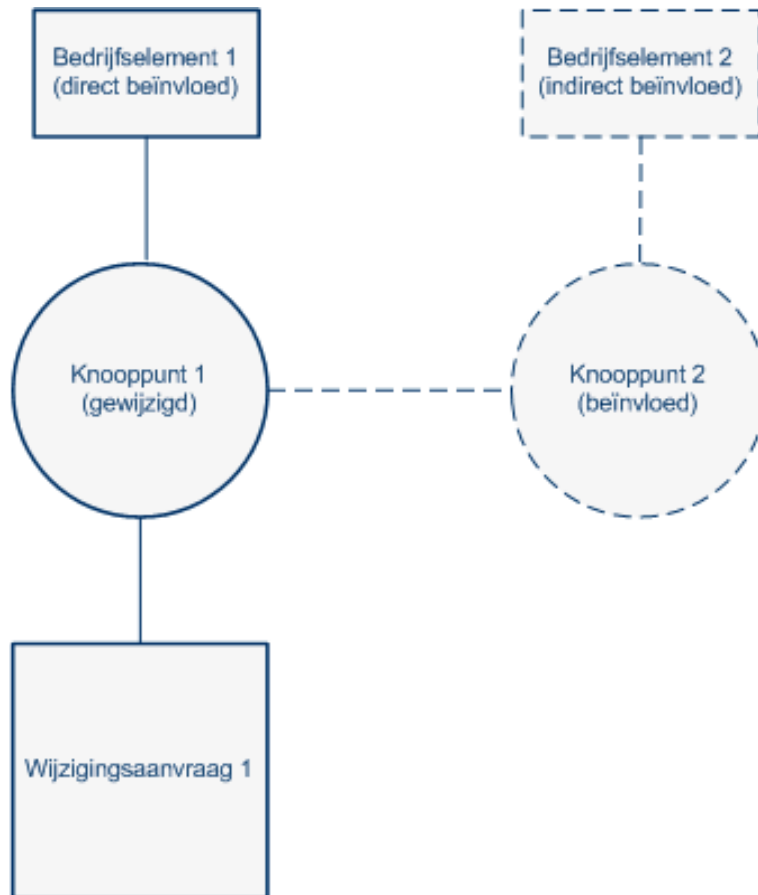 Bedrijfselement 1
(direct beïnvloed)
Bedrijfselement 2
(indirect beïnvloed)
Knooppunt 1
(gewijzigd)
Knooppunt 2
(beïnvloed)
Wijzigingsaanvraag 1